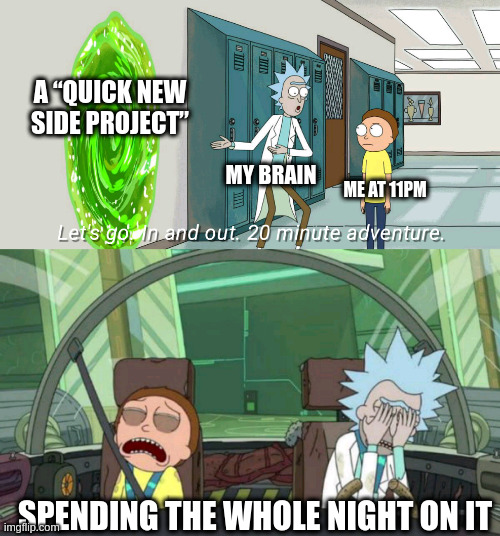 A “QUICK NEW
SIDE PROJECT”
MY BRAIN
ME AT 11PM
Let's go. In and out. 20 minute adventure.
SPENDING THE WHOLE NIGHT ON IT
imgflip.com